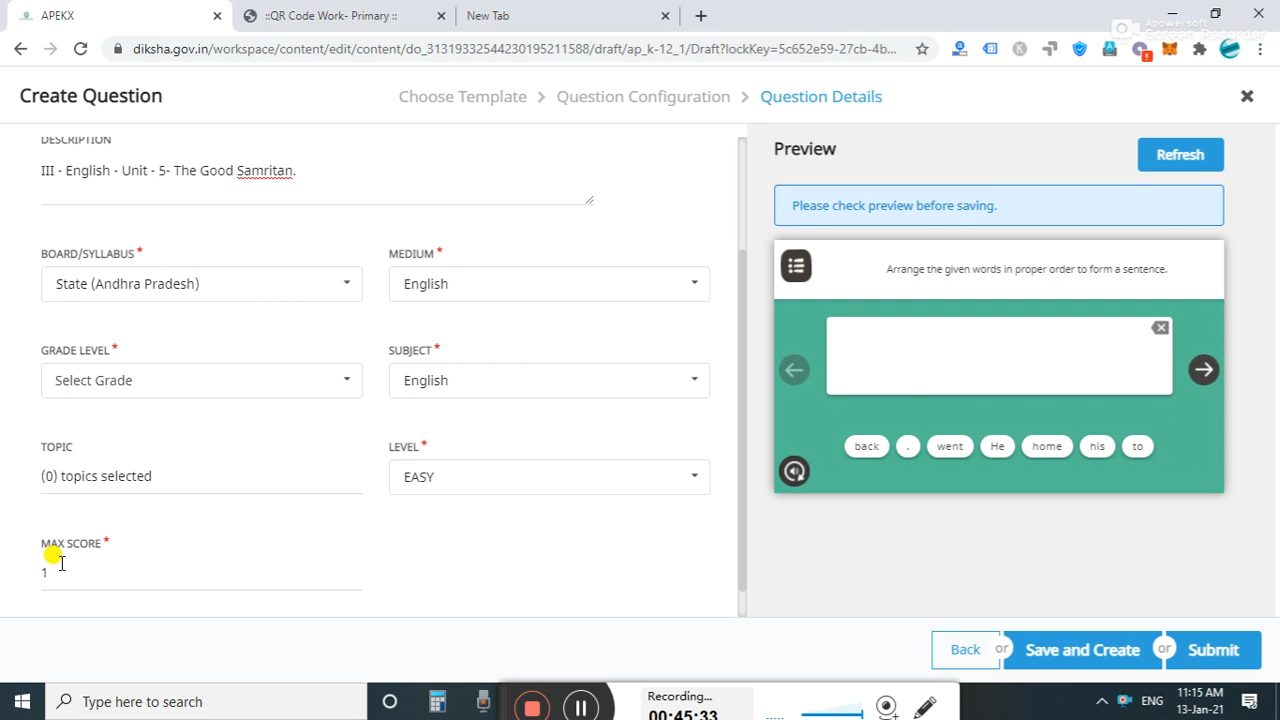 APEKX
::QR Code Work- Primary ::
New Tab
diksha.gov.in/workspace/content/edit/content/do_31319332544230195211588/draft/ap_k-12_1/Draft?lockKey=5c652e59-27cb-4b...
Apowersoft
Screen Recorder
Create Question
Choose Template > Question Configuration > Question Details
DESCRIPTION
III - English - Unit - 5- The Good Samritan.
BOARD/SYLLABUS *
MEDIUM *
State (Andhra Pradesh)
English
GRADE LEVEL *
SUBJECT *
Select Grade
English
TOPIC
LEVEL *
(0) topics selected
EASY
MAX SCORE *
1
Preview
Refresh
Please check preview before saving.
Arrange the given words in proper order to form a sentence.
back . went He home his to
Back or Save and Create or Submit
Type here to search
Recording...
00:45:33
ENG
11:15 AM
13-Jan-21